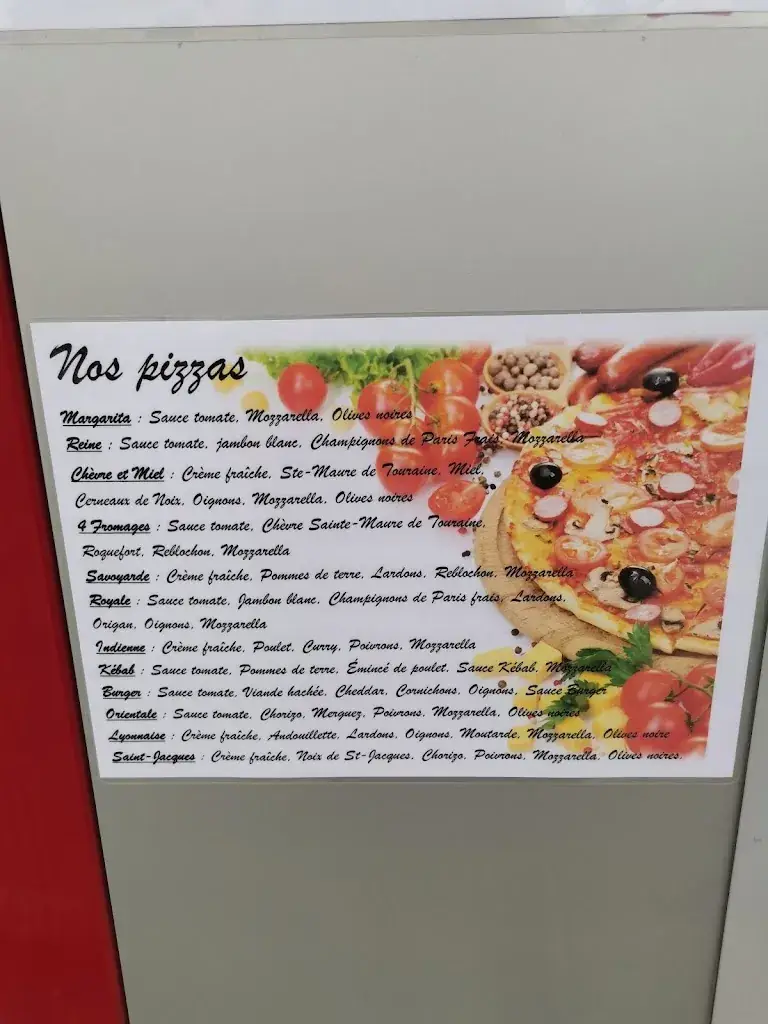 Nos pizzas
Margarita : Sauce tomate, Mozzarella, Olives noires
Reine : Sauce tomate, jambon blanc, Champignons de Paris Frais, Mozzarella
Chèvre et Miel : Crème fraîche, Ste-Maure de Touraine, Miel,
Cerneaux de Noix, Oignons, Mozzarella, Olives noires
4 Fromages : Sauce tomate, Chèvre Sainte-Maure de Touraine,
Roquefort, Reblochon, Mozzarella
Savoyarde : Crème fraîche, Pommes de terre, Lardons, Reblochon, Mozzarella
Royale : Sauce tomate, Jambon blanc, Champignons de Paris frais, Lardons,
Origan, Oignons, Mozzarella
Indienne : Crème fraîche, Poulet, Curry, Poivrons, Mozzarella
Kébab : Sauce tomate, Pommes de terre, Émincé de poulet, Sauce Kébab, Mozzarella
Burger : Sauce tomate, Viande hachée, Cheddar, Cornichons, Oignons, Sauce Burger
Orientale : Sauce tomate, Chorizo, Merguez, Poivrons, Mozzarella, Olives noires
Lyonnaise : Crème fraîche, Andouillette, Lardons, Oignons, Moutarde, Mozzarella, Olives noire
Saint-Jacques : Crème fraîche, Noix de St-Jacques, Chorizo, Poivrons, Mozzarella, Olives noires.